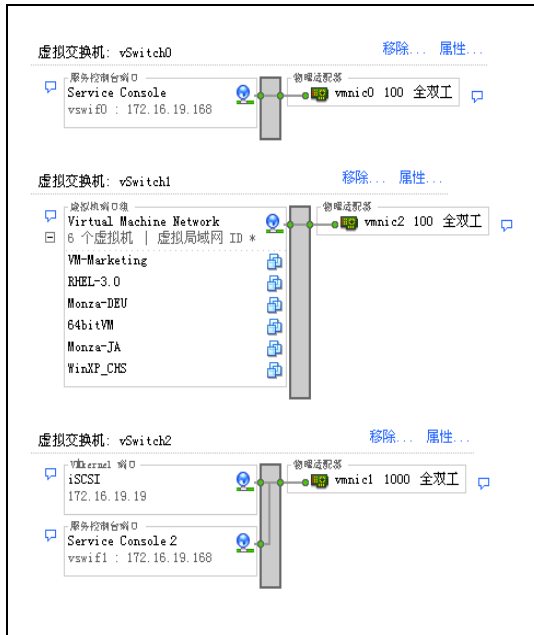 虚拟交换机: vSwitch0
移除... 属性...
服务控制台端口
Service Console
vswif0 : 172.16.19.168
物理适配器
vmnic0 100 全双工
虚拟交换机: vSwitch1
移除... 属性...
虚拟机端口组
Virtual Machine Network
6 个虚拟机 | 虚拟局域网 ID *
VM-Marketing
RHEL-3.0
Monza-DEU
64bitVM
Monza-JA
WinXP_CHS
物理适配器
vmnic2 100 全双工
虚拟交换机: vSwitch2
移除... 属性...
VMkernel 端口
iSCSI
172.16.19.19
服务控制台端口
Service Console 2
vswif1 : 172.16.19.168
物理适配器
vmnic1 1000 全双工